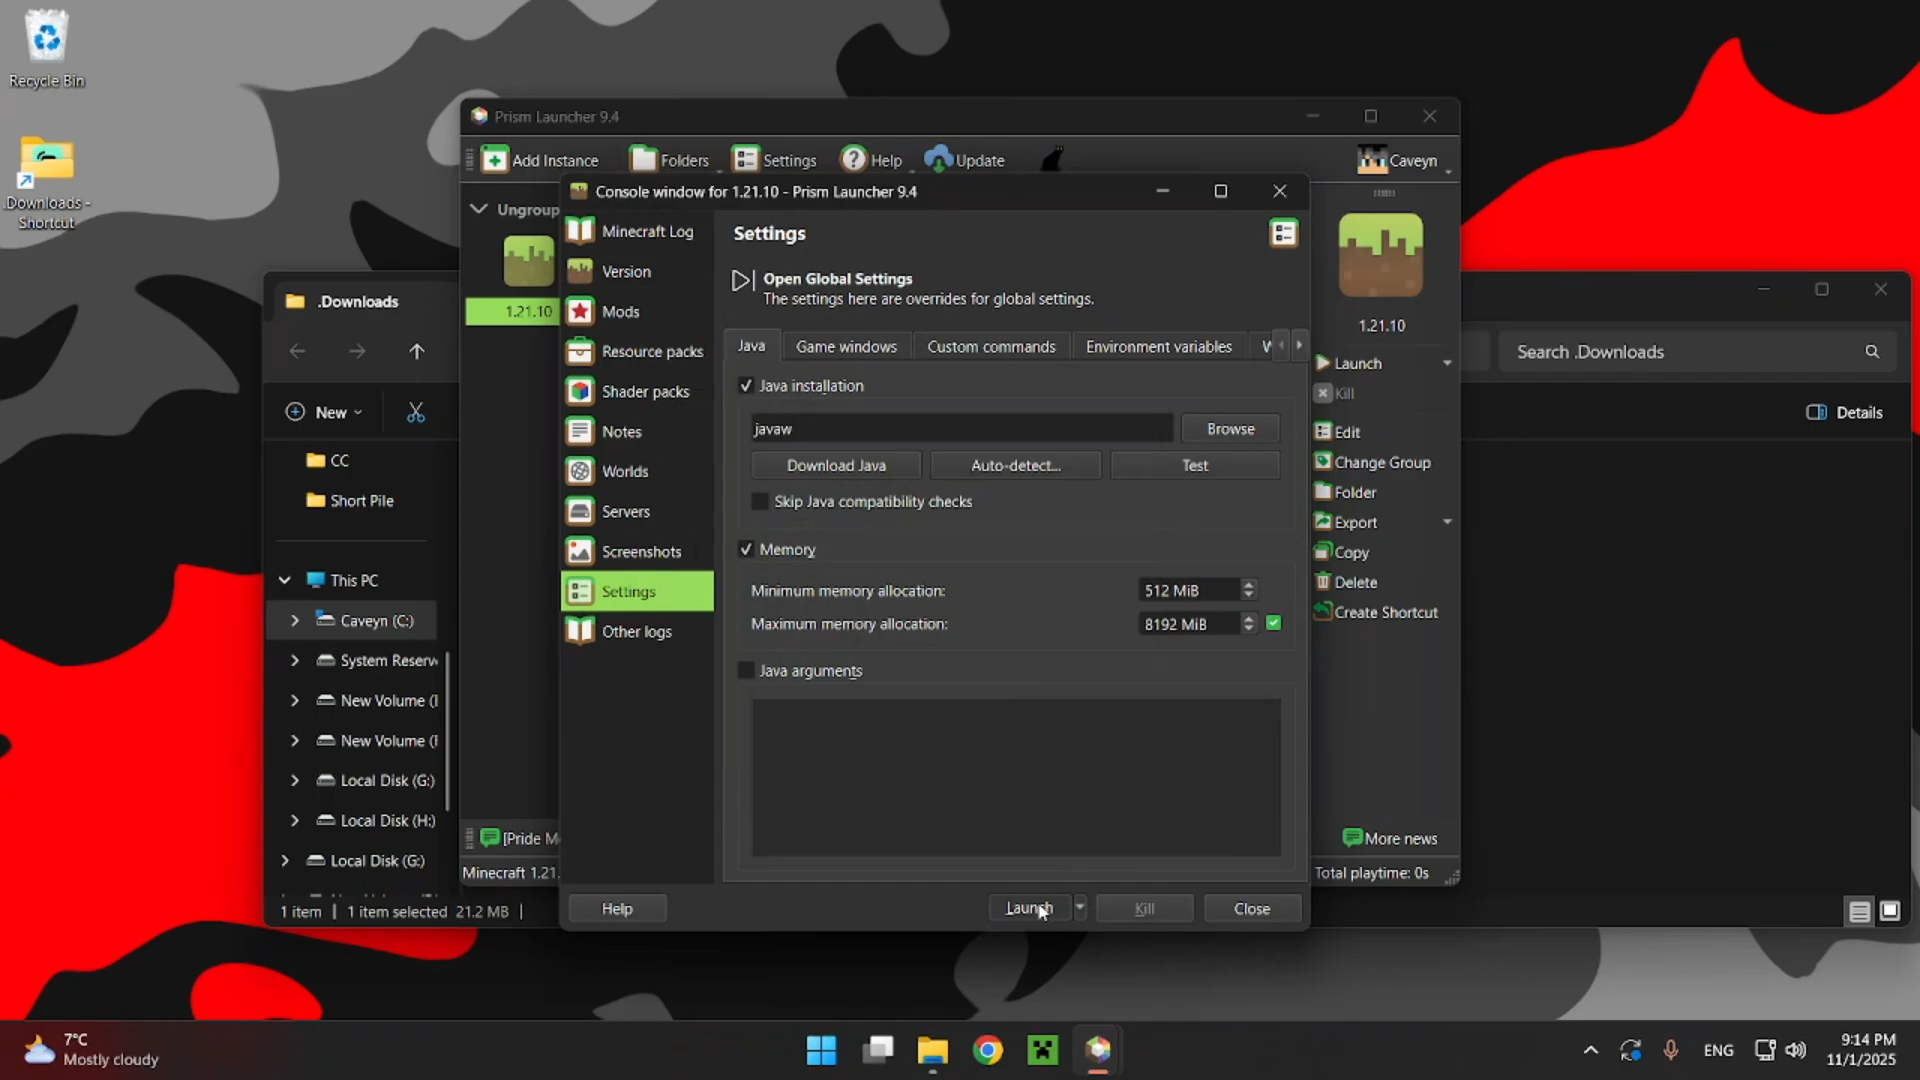 Recycle Bin
.Downloads -
Shortcut
Prism Launcher 9.4
Add Instance
Folders
Settings
Help
Update
Caveyn
Ungroup
1.21.10
[Pride M
Minecraft 1.21.
Console window for 1.21.10 - Prism Launcher 9.4
Minecraft Log
Version
Mods
Resource packs
Shader packs
Notes
Worlds
Servers
Screenshots
Settings
Other logs
Settings
Open Global Settings
The settings here are overrides for global settings.
Java
Game windows
Custom commands
Environment variables
Java installation
javaw
Browse
Download Java
Auto-detect...
Test
Skip Java compatibility checks
Memory
Minimum memory allocation:
512 MiB
Maximum memory allocation:
8192 MiB
Java arguments
Help
Launch
Kill
Close
1.21.10
Launch
Kill
Edit
Change Group
Folder
Export
Copy
Delete
Create Shortcut
More news
Total playtime: 0s
.Downloads
New
CC
Short Pile
This PC
Caveyn (C:)
System Reserv
New Volume (
New Volume (
Local Disk (G:)
Local Disk (H:)
Local Disk (G:)
1 item
1 item selected 21.2 MB
Search .Downloads
Details
7°C
Mostly cloudy
ENG
9:14 PM
11/1/2025